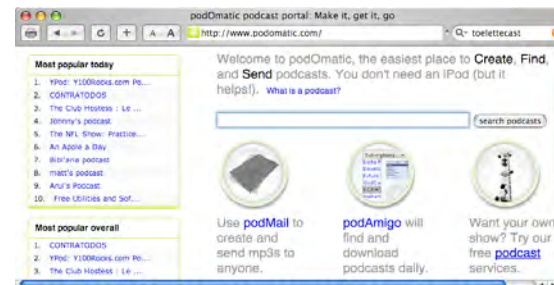 podOmatic podcast portal: Make it, get it, go
A A http://www.podomatic.com/ toelettecast
Most popular today
1. YPod: Y100Rocks.com Po...
2. CONTRATODOS
3. The Club Hostess : Le ...
4. Johnny's podcast
5. The NFL Show: Practice...
6. An Apple a Day
7. podcast
8. matt's podcast
9. Arul's Podcast
10. Free Utilities and Sof...
Most popular overall
1. CONTRATODOS
2. YPod: Y100Rocks.com Po...
3. The Club Hostess : Le ...
Welcome to podOmatic, the easiest place to Create, Find,
and Send podcasts. You don't need an iPod (but it
helps!). What is a podcast?
search podcasts
Use podMail to
create and
send mp3s to
anyone.
podAmigo will
find and
download
podcasts daily.
Want your own
show? Try our
free podcast
services.